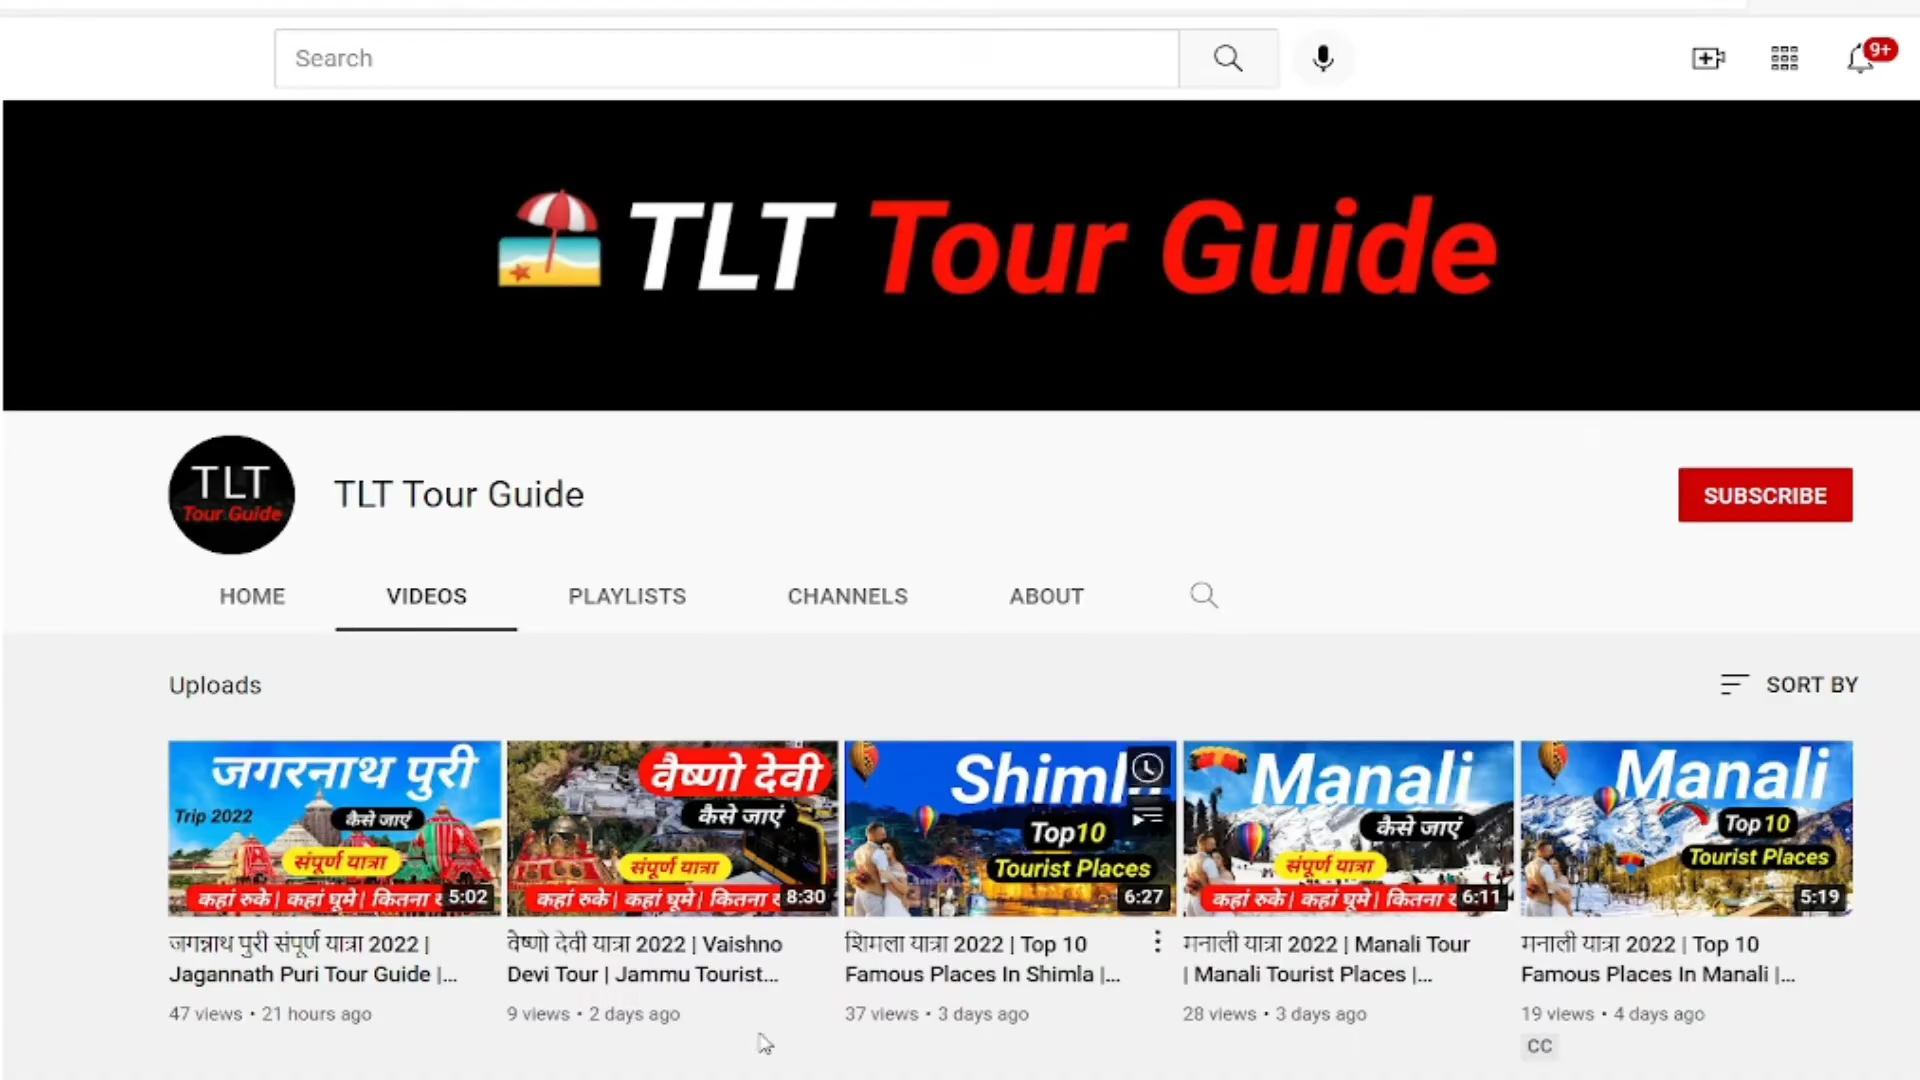 Search
9+
TLT Tour Guide
TLT
Tour Guide
TLT Tour Guide
SUBSCRIBE
HOME VIDEOS PLAYLISTS CHANNELS ABOUT
Uploads
SORT BY
जगरनाथ पुरी
Trip 2022
कैसे जाएं
संपूर्ण यात्रा
कहां रुके | कहां घूमे | कितना
5:02
वैष्णो देवी
कैसे जाएं
संपूर्ण यात्रा
कहां रुके | कहां घूमे | कितना
8:30
Shiml
Top10
Tourist Places
6:27
Manali
कैसे जाएं
संपूर्ण यात्रा
कहां रुके | कहां घूमे | कितना
6:11
Manali
Top10
Tourist Places
5:19
जगन्नाथ पुरी संपूर्ण यात्रा 2022 |
Jagannath Puri Tour Guide |...
47 views • 21 hours ago
वेष्णो देवी यात्रा 2022 | Vaishno
Devi Tour | Jammu Tourist...
9 views • 2 days ago
शिमला यात्रा 2022 | Top 10
Famous Places In Shimla |...
37 views • 3 days ago
मनाली यात्रा 2022 | Manali Tour
| Manali Tourist Places |...
28 views • 3 days ago
मनाली यात्रा 2022 | Top 10
Famous Places In Manali |...
19 views • 4 days ago
CC